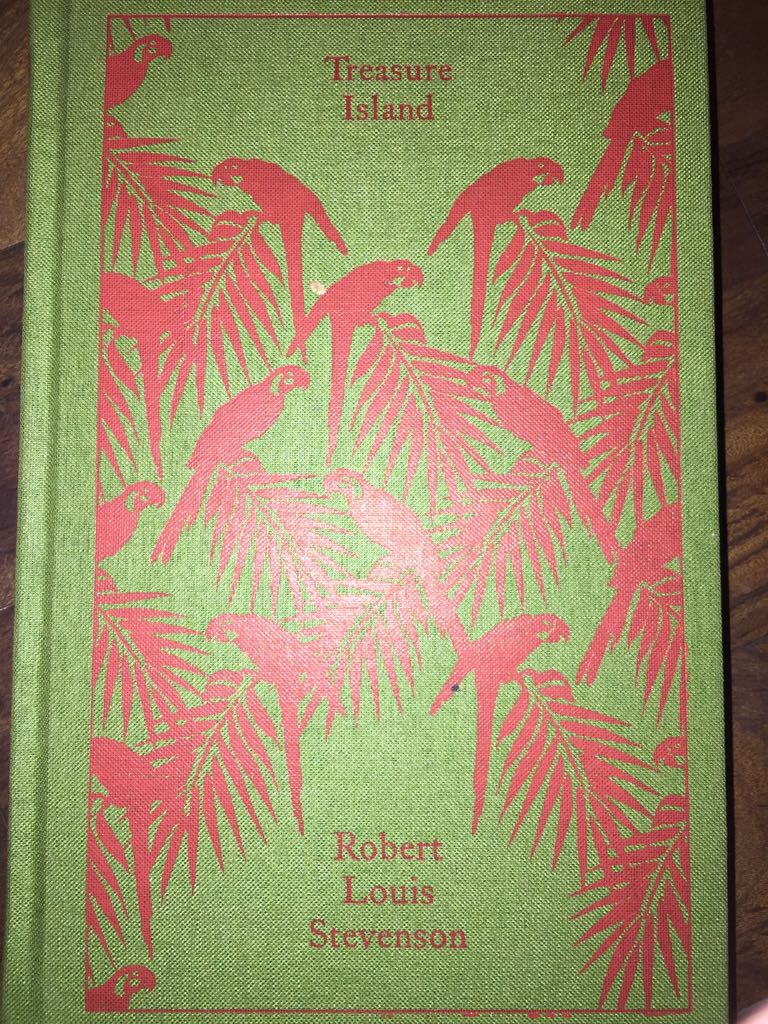 Treasure
Island
Robert
Louis
Stevenson